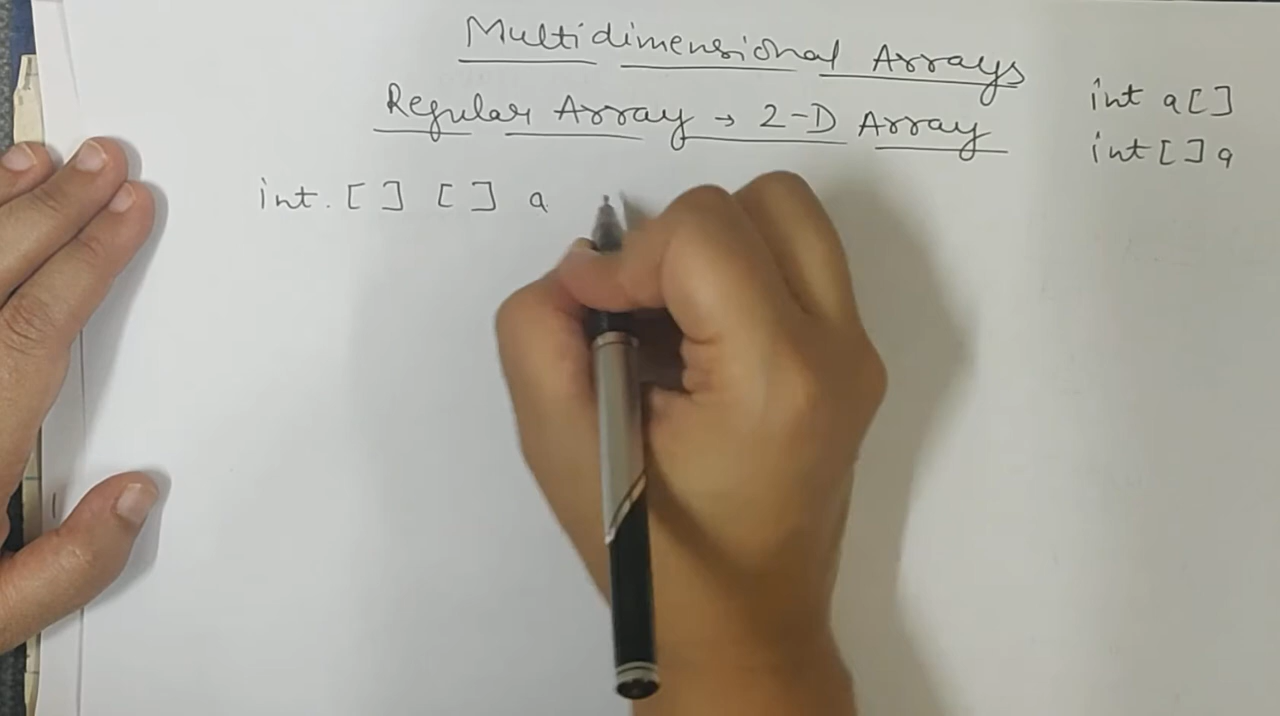 Multidimensional Arrays
Regular Array → 2-D Array
int a[]
int[]a
int. [] [] a